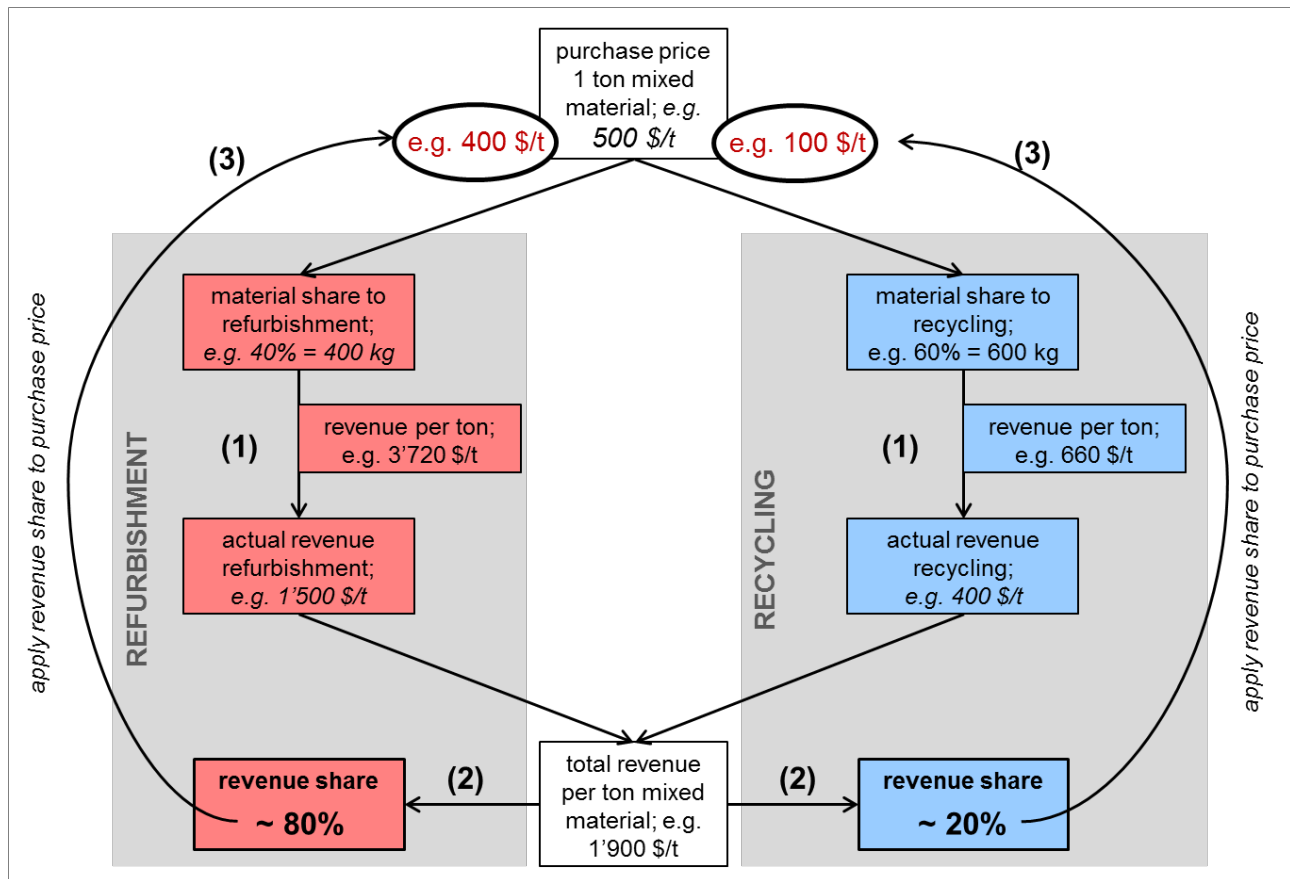 purchase price
1 ton mixed
material; e.g.
500 $/t
e.g. 400 $/t
e.g. 100 $/t
(3)
(3)
apply revenue share to purchase price
REFURBISHMENT
material share to
refurbishment;
e.g. 40% = 400 kg
(1)
revenue per ton;
e.g. 3’720 $/t
actual revenue
refurbishment;
e.g. 1’500 $/t
RECYCLING
material share to
recycling;
e.g. 60% = 600 kg
(1)
revenue per ton;
e.g. 660 $/t
actual revenue
recycling;
e.g. 400 $/t
apply revenue share to purchase price
revenue share
~ 80%
(2)
total revenue
per ton mixed
material; e.g.
1’900 $/t
(2)
revenue share
~ 20%